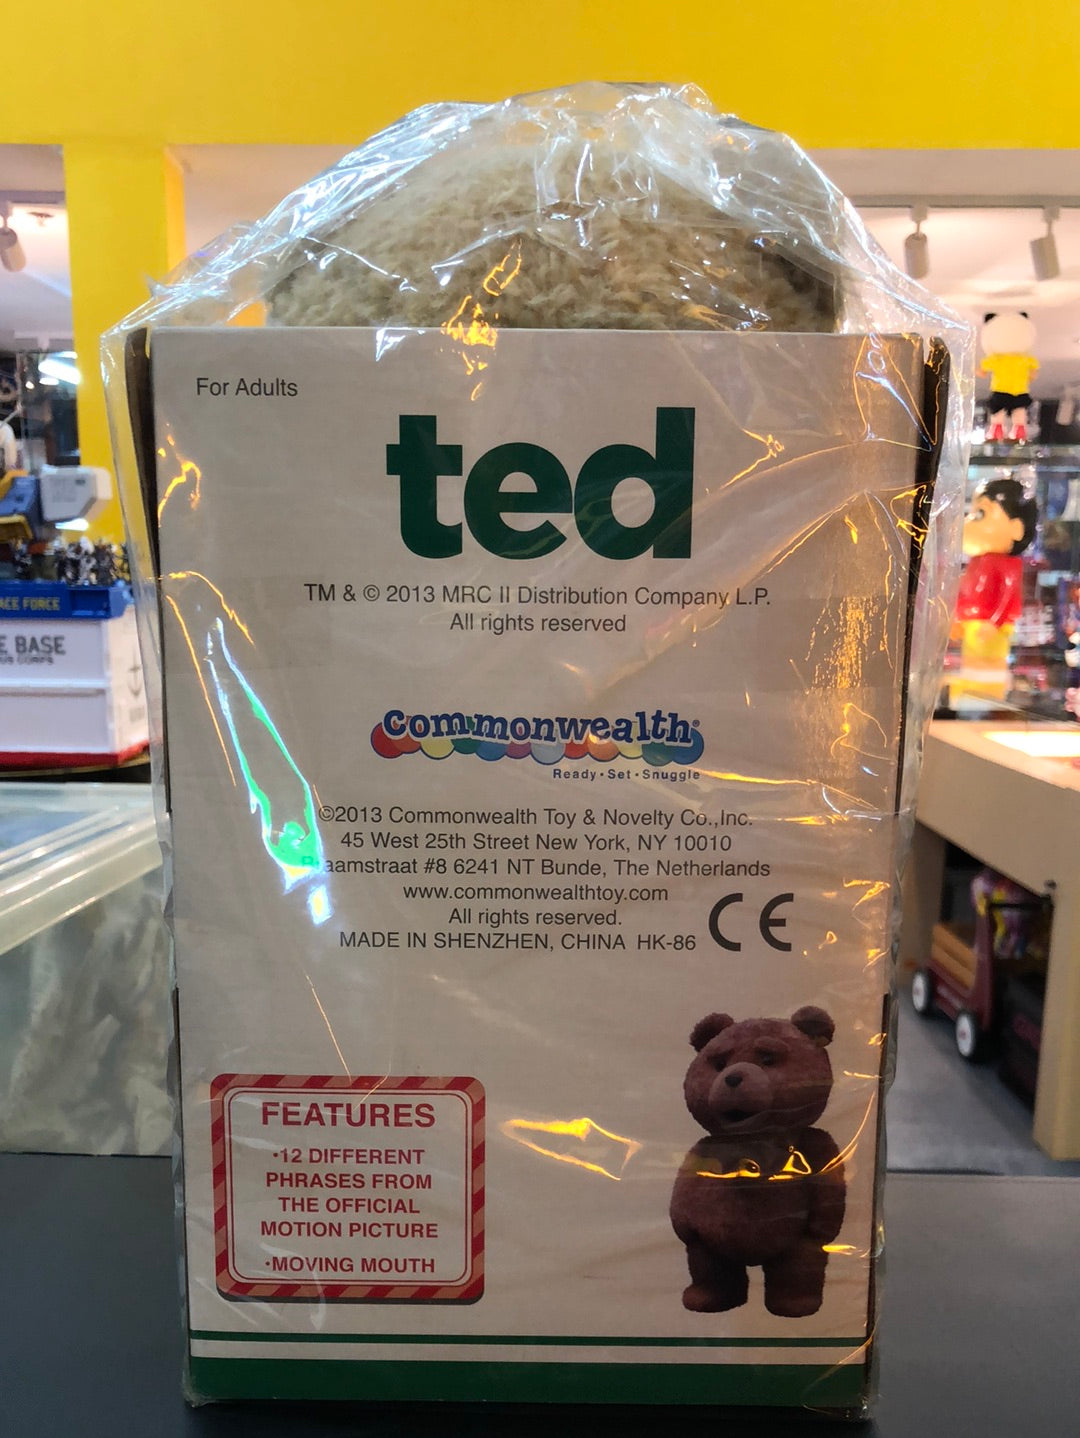 For Adults
ted
TM & © 2013 MRC II Distribution Company L.P.
All rights reserved
commonwealth®
Ready • Set • Snuggle
©2013 Commonwealth Toy & Novelty Co.,Inc.
45 West 25th Street New York, NY 10010
#8 6241 NT Bunde, The Netherlands
www.commonwealthtoy.com
All rights reserved.
MADE IN SHENZHEN, CHINA HK-86
CE
FEATURES
•12 DIFFERENT
PHRASES FROM
THE OFFICIAL
MOTION PICTURE
•MOVING MOUTH
FORCE
BASE
CORPS